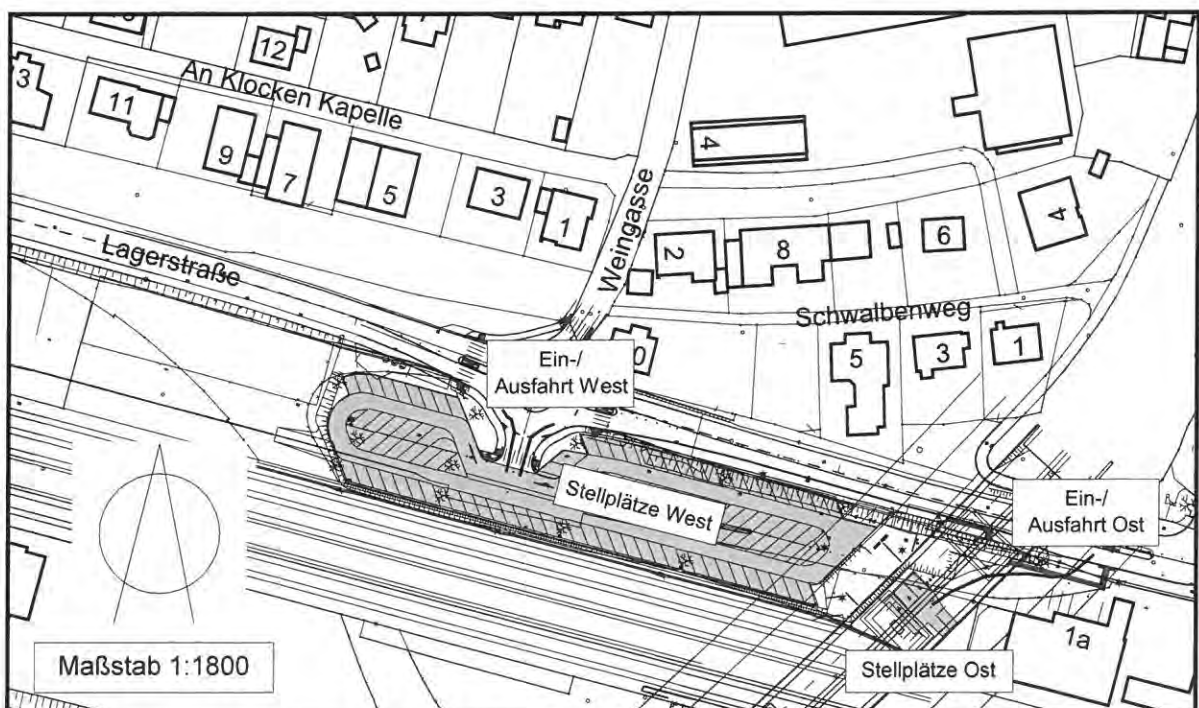 12
An Klocken Kapelle
3
11
9
7
5
3
1
Weingasse
4
2
8
6
4
Lagerstraße
Schwalbenweg
5
3
1
0
Ein-/
Ausfahrt West
Stellplätze West
Ein-/
Ausfahrt Ost
1a
Stellplätze Ost
Maßstab 1:1800